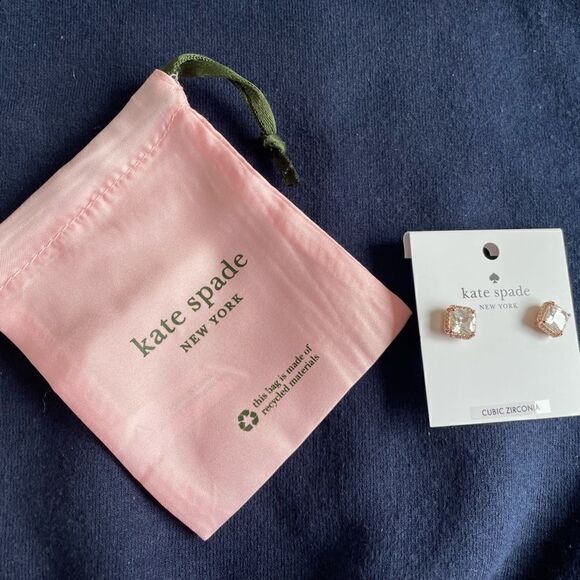 kate spade
NEW YORK
this bag is made of
recycled materials
kate spade
NEW YORK
CUBIC ZIRCONIA